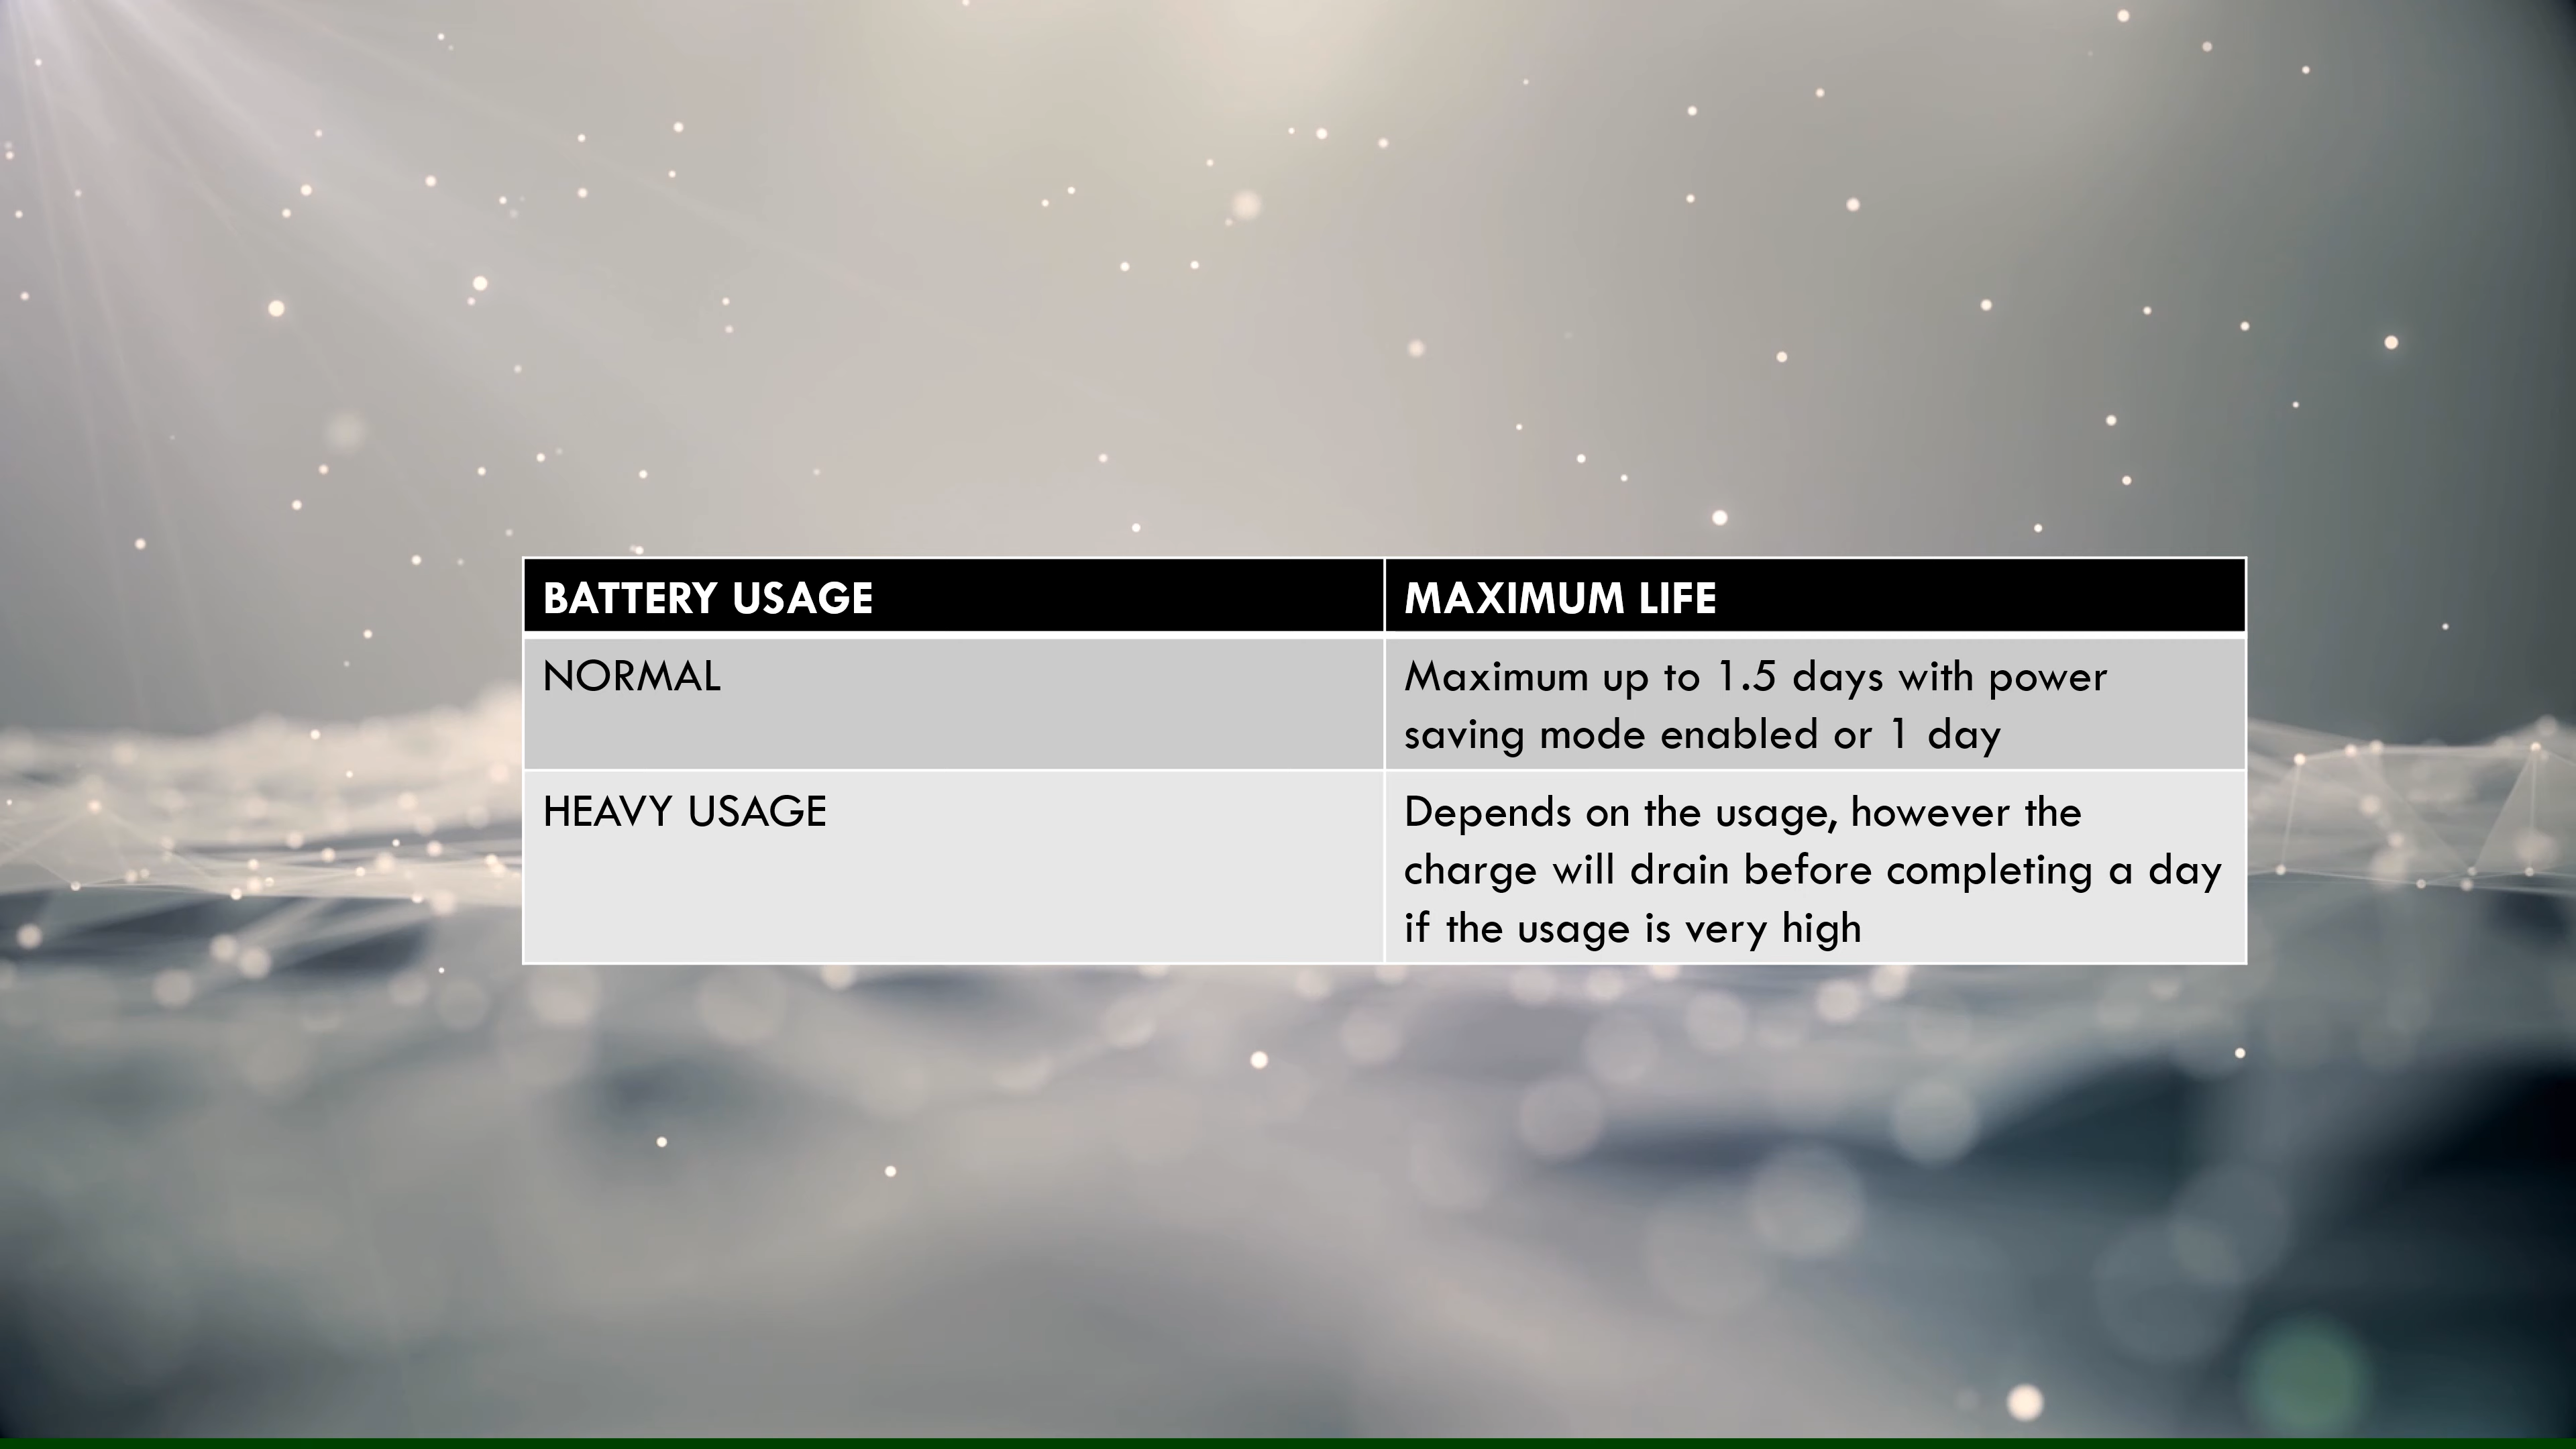 BATTERY USAGE
MAXIMUM LIFE
NORMAL
Maximum up to 1.5 days with power
saving mode enabled or 1 day
HEAVY USAGE
Depends on the usage, however the
charge will drain before completing a day
if the usage is very high